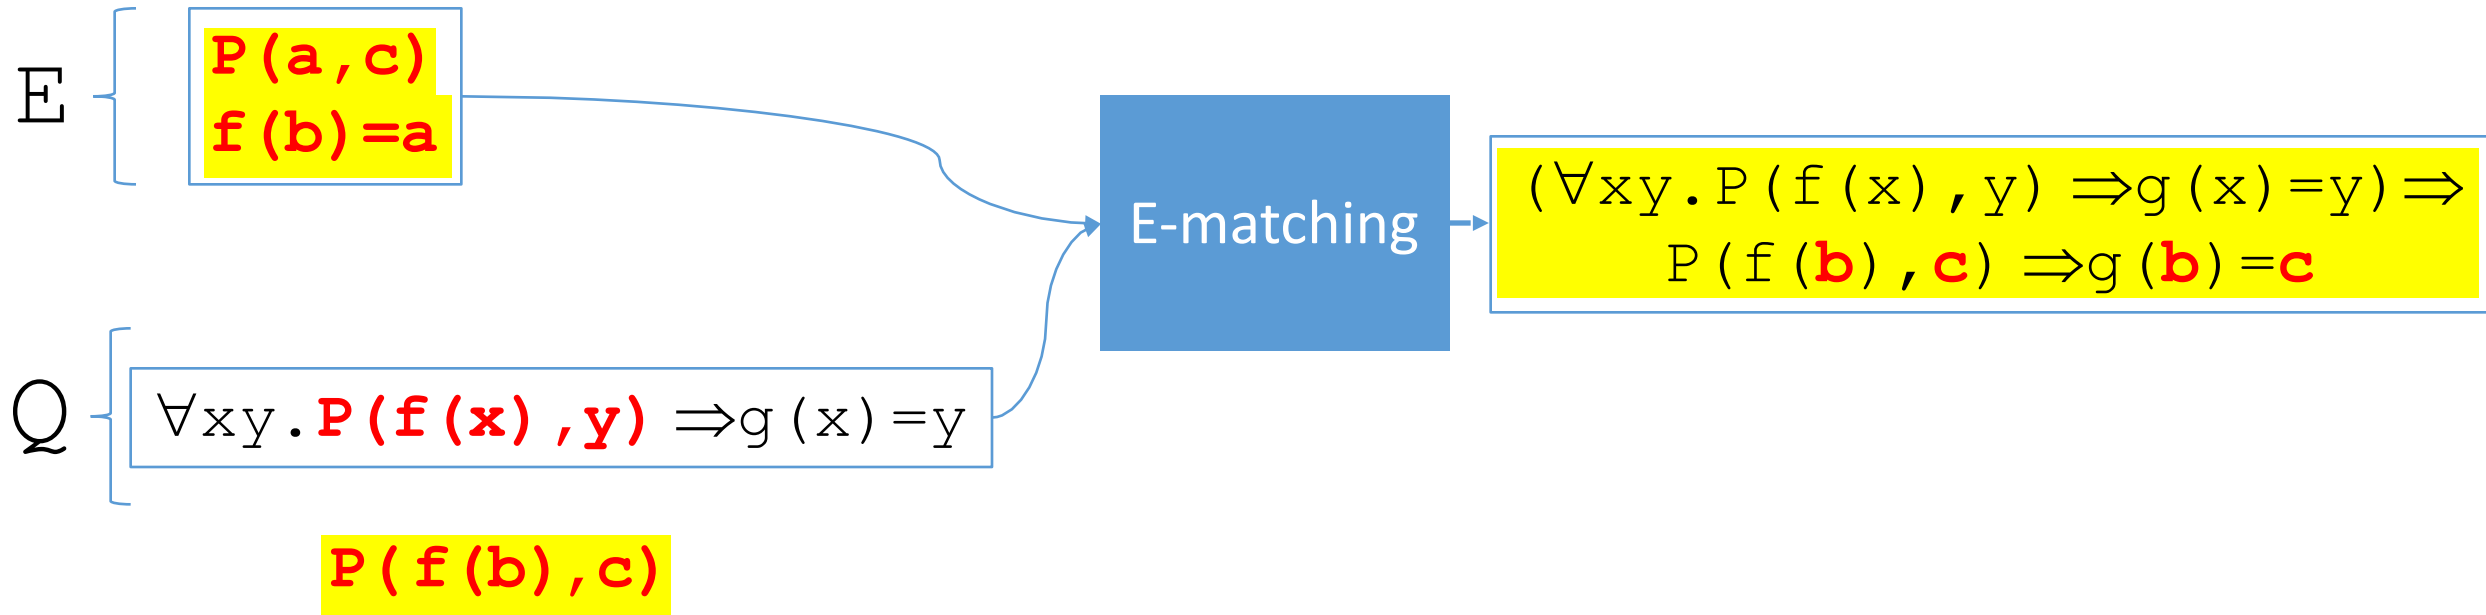 E
P(a,c)
f(b)=a
E-matching
(∀xy.P(f(x),y)⇒g(x)=y)⇒
P(f(b),c)⇒g(b)=c
Q
∀xy.P(f(x),y)⇒g(x)=y
P(f(b),c)